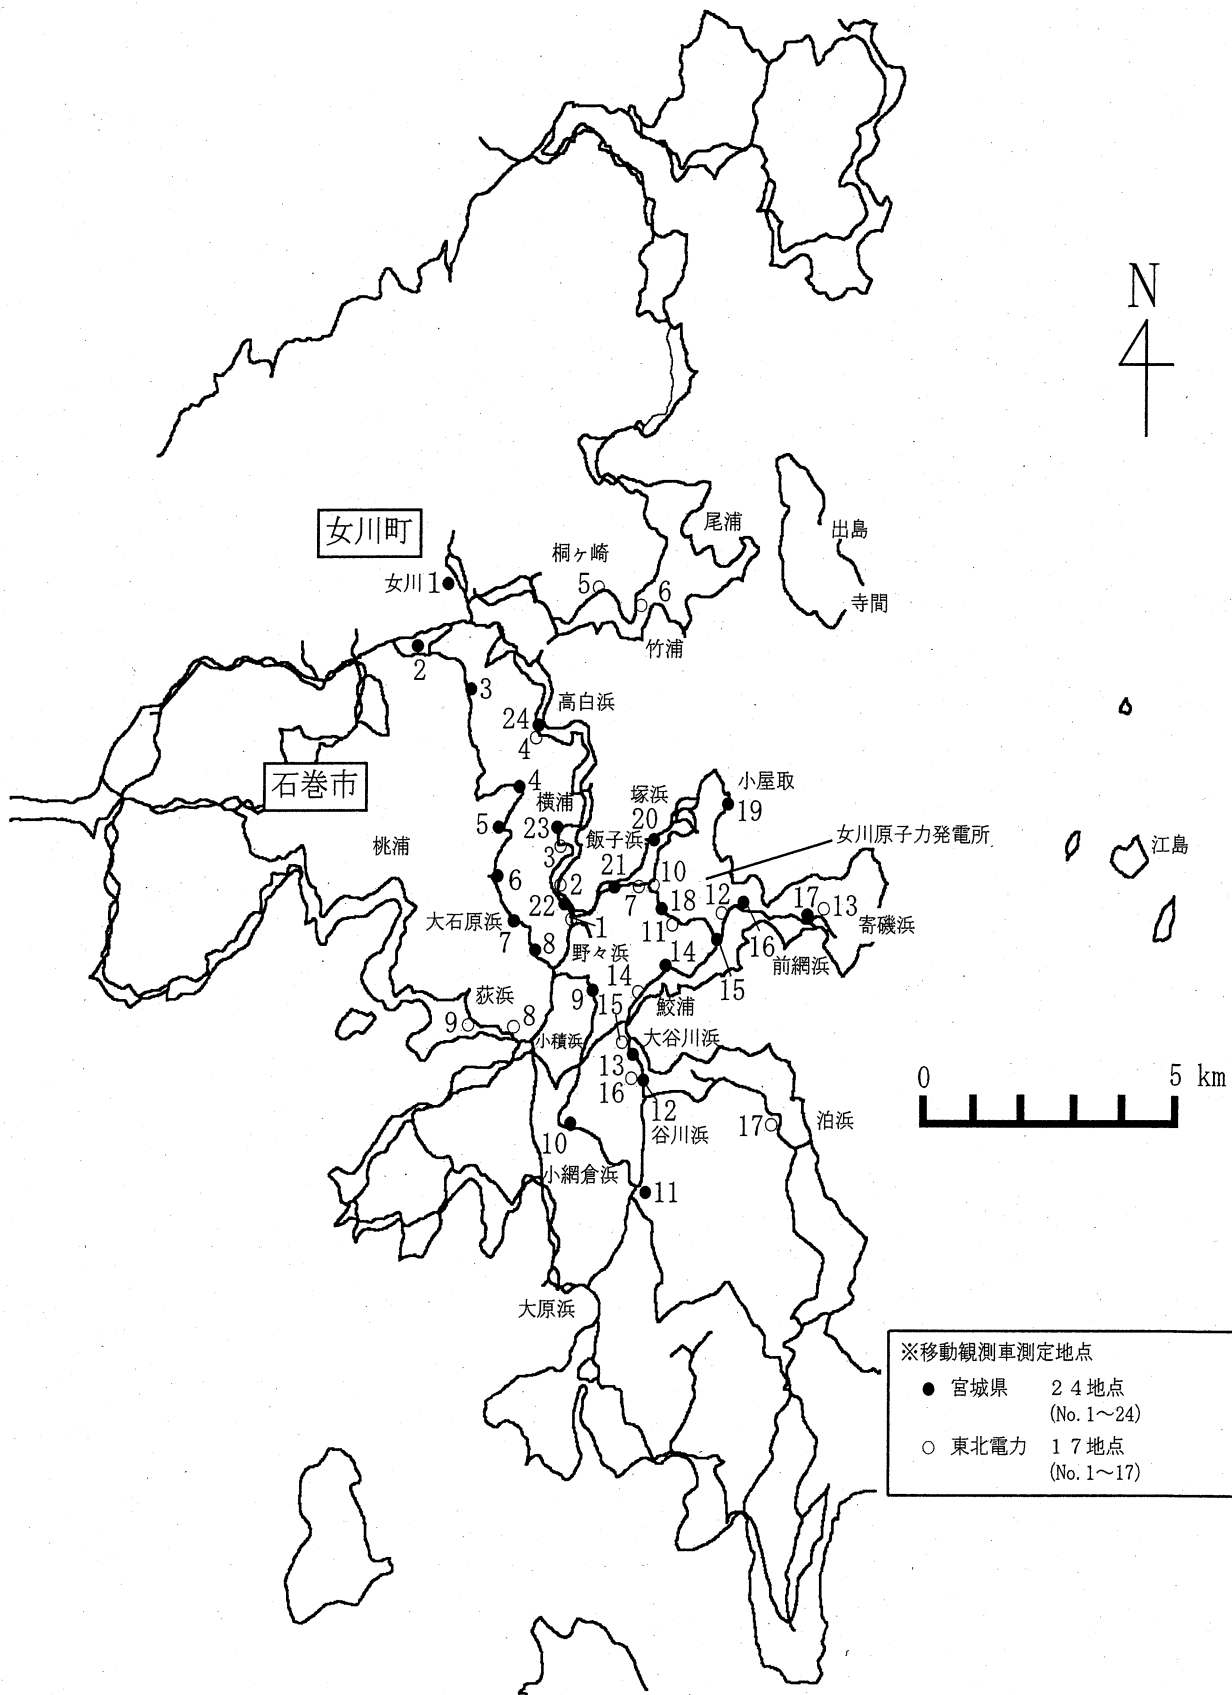 N
尾浦
出島
女川町
桐ヶ崎
女川 1
5
6
寺間
竹浦
2
3
高白浜
24
4
石巻市
4
小屋取
19
横浦
塚浜
20
5
23
飯子浜
女川原子力発電所
桃浦
3
江島
6
21
10
2
7
18
12
17
13
22
大石原浜
1
11
寄磯浜
7
8
野々浜
14
16
前網浜
15
9
14
荻浜
15
鮫浦
9
8
小積浜
大谷川浜
13
0
5 km
16
12
10
谷川浜
17
泊浜
小網倉浜
11
大原浜
※移動観測車測定地点
● 宮城県 24地点
(No.1～24)
○ 東北電力 17地点
(No.1～17)